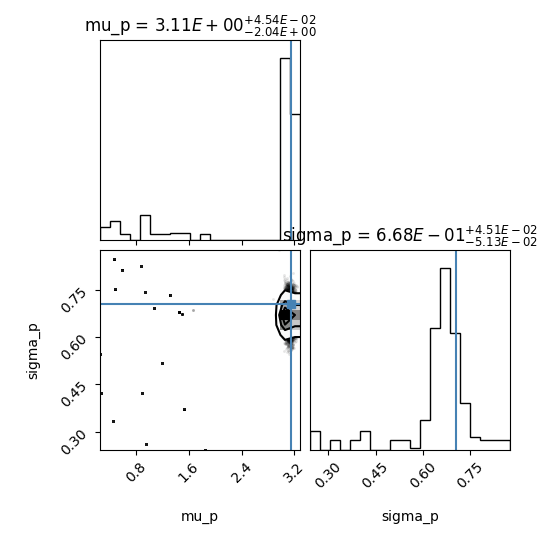 mu_p = 3.11E + 00+4.54E−02−2.04E+00
sigma_p = 6.68E − 01+4.51E−02−5.13E−02
sigma_p
0.75
0.60
0.45
0.30
0.8
1.6
2.4
3.2
mu_p
0.30
0.45
0.60
0.75
sigma_p